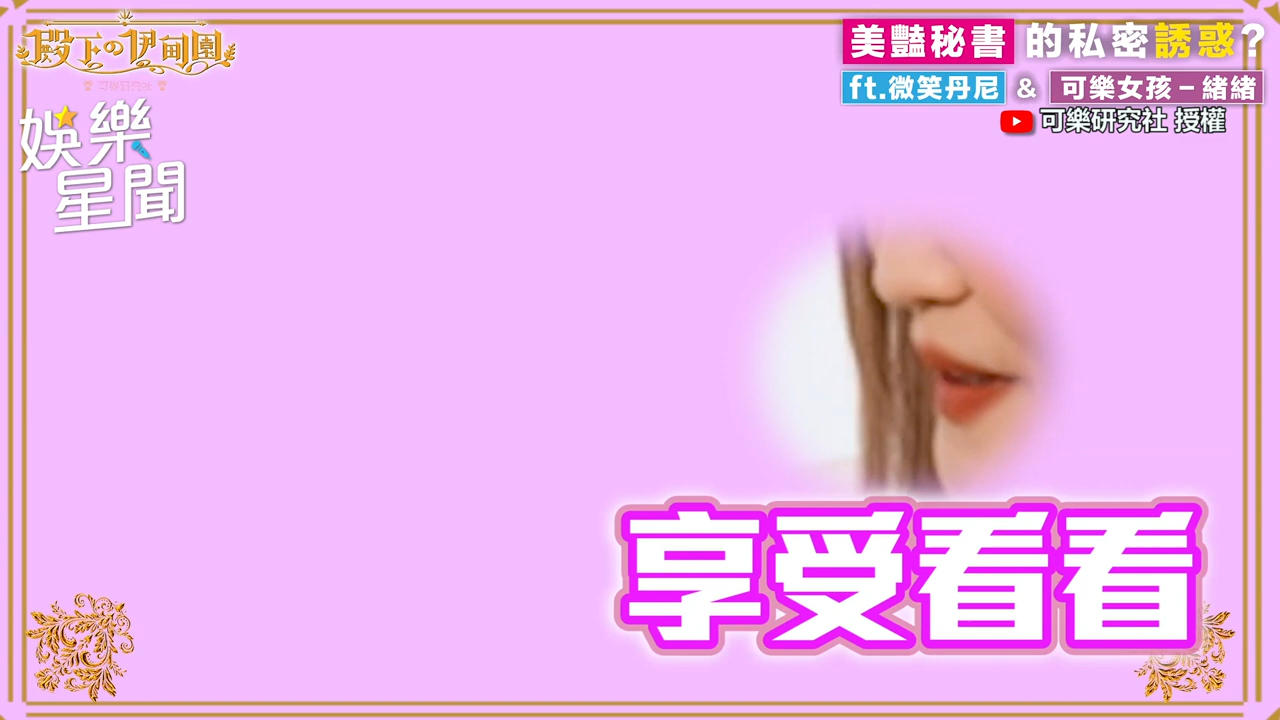 殿下の伊甸園
娛樂
星聞
美豔秘書 的私密誘惑?
ft.微笑丹尼 & 可樂女孩－緒緒
可樂研究社 授權
享受看看